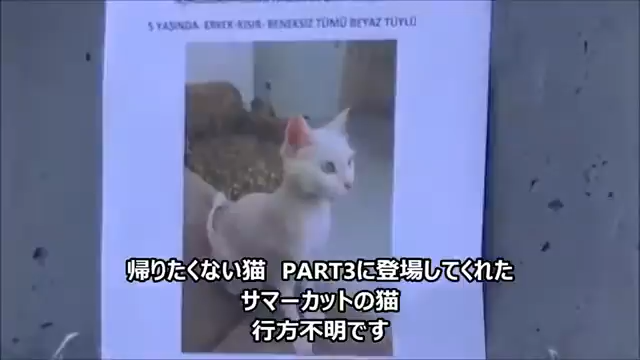 5 YAŞINDA- ERKEK-KISIR- BENEKSİZ TÜMÜ BEYAZ TÜYLÜ
帰りたくない猫　PART3に登場してくれた
サマーカットの猫
行方不明です